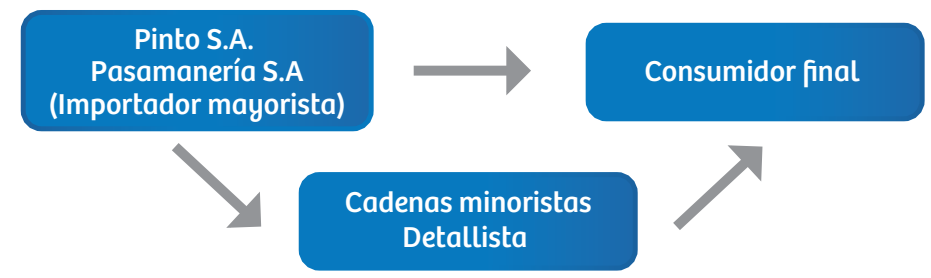 Pinto S.A.
Pasamanería S.A
(Importador mayorista)
Consumidor final
Cadenas minoristas
Detallista